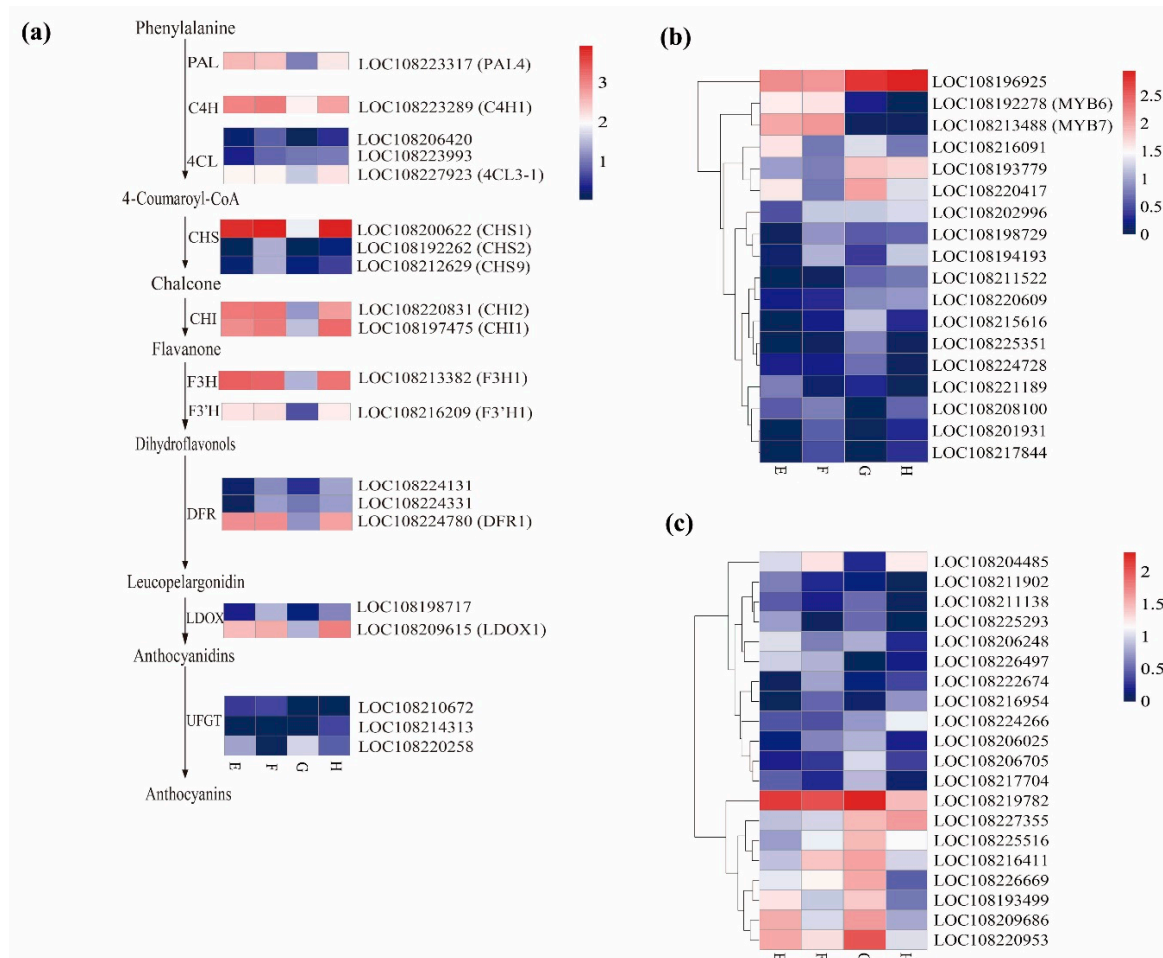 (a)
Phenylalanine
PAL
LOC108223317 (PAL4)
C4H
LOC108223289 (C4H1)
4CL
LOC108206420
LOC108223993
LOC108227923 (4CL3-1)
4-Coumaroyl-CoA
CHS
LOC108200622 (CHS1)
LOC108192262 (CHS2)
LOC108212629 (CHS9)
Chalcone
CHI
LOC108220831 (CHI2)
LOC108197475 (CHI1)
Flavanone
F3H
LOC108213382 (F3H1)
F3'H
LOC108216209 (F3'H1)
Dihydroflavonols
DFR
LOC108224131
LOC108224331
LOC108224780 (DFR1)
Leucopelargonidin
LDOX
LOC108198717
LOC108209615 (LDOX1)
Anthocyanidins
UFGT
LOC108210672
LOC108214313
LOC108220258
E F G H
Anthocyanins
3
2
1
(b)
LOC108196925
LOC108192278 (MYB6)
LOC108213488 (MYB7)
LOC108216091
LOC108193779
LOC108220417
LOC108202996
LOC108198729
LOC108194193
LOC108211522
LOC108220609
LOC108215616
LOC108225351
LOC108224728
LOC108221189
LOC108208100
LOC108201931
LOC108217844
E F G H
2.5
2
1.5
1
0.5
0
(c)
LOC108204485
LOC108211902
LOC108211138
LOC108225293
LOC108206248
LOC108226497
LOC108222674
LOC108216954
LOC108224266
LOC108206025
LOC108206705
LOC108217704
LOC108219782
LOC108227355
LOC108225516
LOC108216411
LOC108226669
LOC108193499
LOC108209686
LOC108220953
2
1.5
1
0.5
0